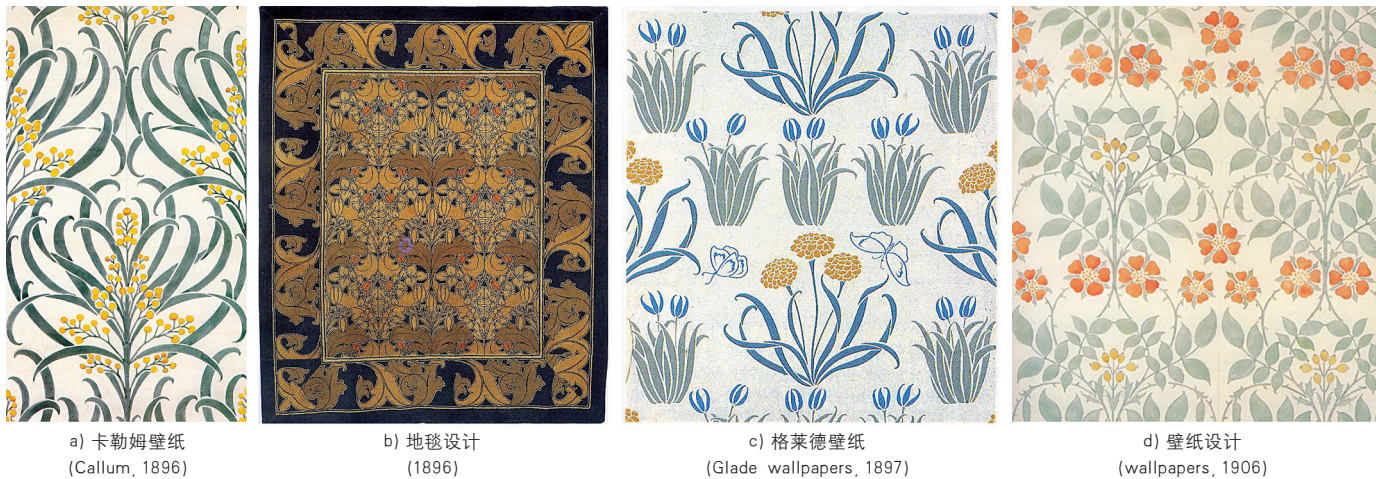 a) 卡勒姆壁纸
(Callum, 1896)
b) 地毯设计
(1896)
c) 格莱德壁纸
(Glade wallpapers, 1897)
d) 壁纸设计
(wallpapers, 1906)